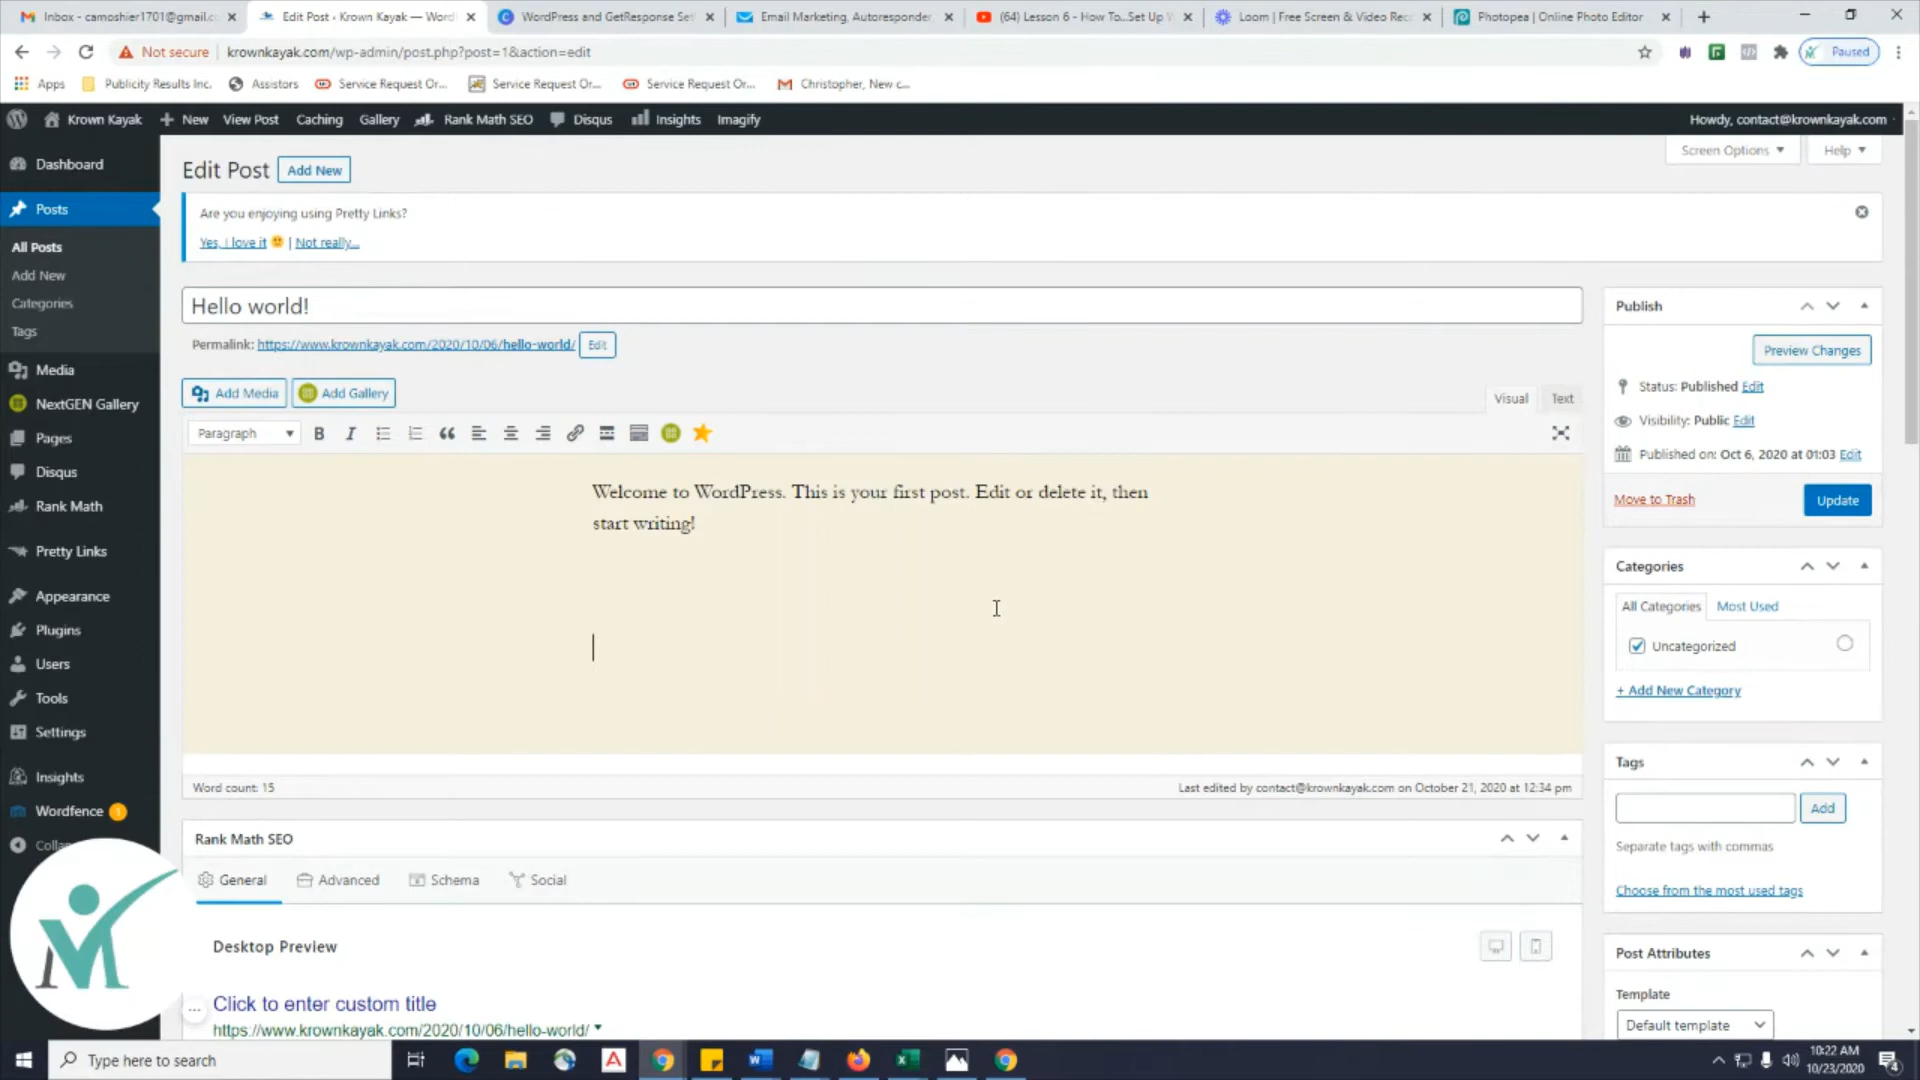 Inbox - camoshier1701@gmail.c
Edit Post ‹ Krown Kayak — Word
WordPress and GetResponse Se
Email Marketing, Autoresponder,
(64) Lesson 6 - How To...Set Up
Loom | Free Screen & Video Rec
Photopea | Online Photo Editor
Not secure
krownkayak.com/wp-admin/post.php?post=1&action=edit
Paused
Apps
Publicity Results Inc.
Assistors
Service Request Or...
Service Request Or...
Service Request Or...
Christopher, New c...
Krown Kayak
New
View Post
Caching
Gallery
Rank Math SEO
Disqus
Insights
Imagify
Howdy, contact@krownkayak.com
Dashboard
Posts
All Posts
Add New
Categories
Tags
Media
NextGEN Gallery
Pages
Disqus
Rank Math
Pretty Links
Appearance
Plugins
Users
Tools
Settings
Insights
Wordfence 1
Edit Post
Add New
Screen Options
Help
Are you enjoying using Pretty Links?
Yes, I love it | Not really...
Hello world!
Permalink: https://www.krownkayak.com/2020/10/06/hello-world/ Edit
Add Media
Add Gallery
Visual
Text
Paragraph
B I
Welcome to WordPress. This is your first post. Edit or delete it, then
start writing!
Word count: 15
Last edited by contact@krownkayak.com on October 21, 2020 at 12:34 pm
Rank Math SEO
General
Advanced
Schema
Social
Desktop Preview
Click to enter custom title
https://www.krownkayak.com/2020/10/06/hello-world/
Publish
Preview Changes
Status: Published Edit
Visibility: Public Edit
Published on: Oct 6, 2020 at 01:03 Edit
Move to Trash
Update
Categories
All Categories
Most Used
Uncategorized
+ Add New Category
Tags
Add
Separate tags with commas
Choose from the most used tags
Post Attributes
Template
Default template
Type here to search
10:22 AM
10/23/2020
4